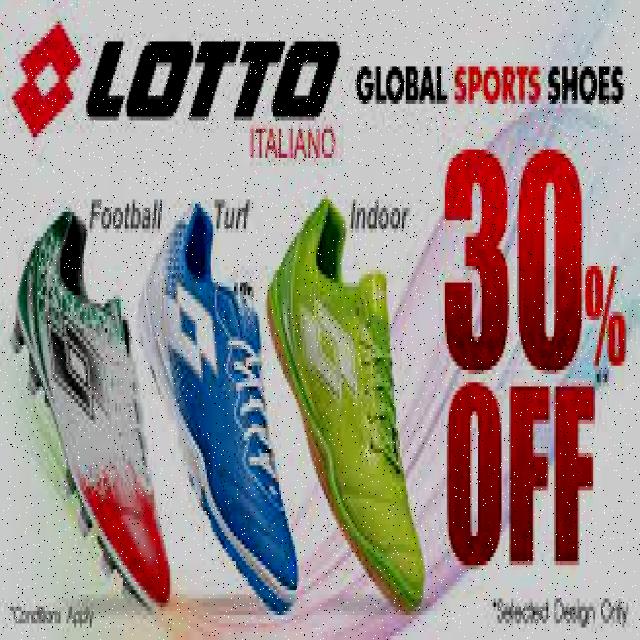 LOTTO
ITALIANO
GLOBAL SPORTS SHOES
Football
Turf
Indoor
30%
OFF
*Conditions Apply
*Selected Design Only